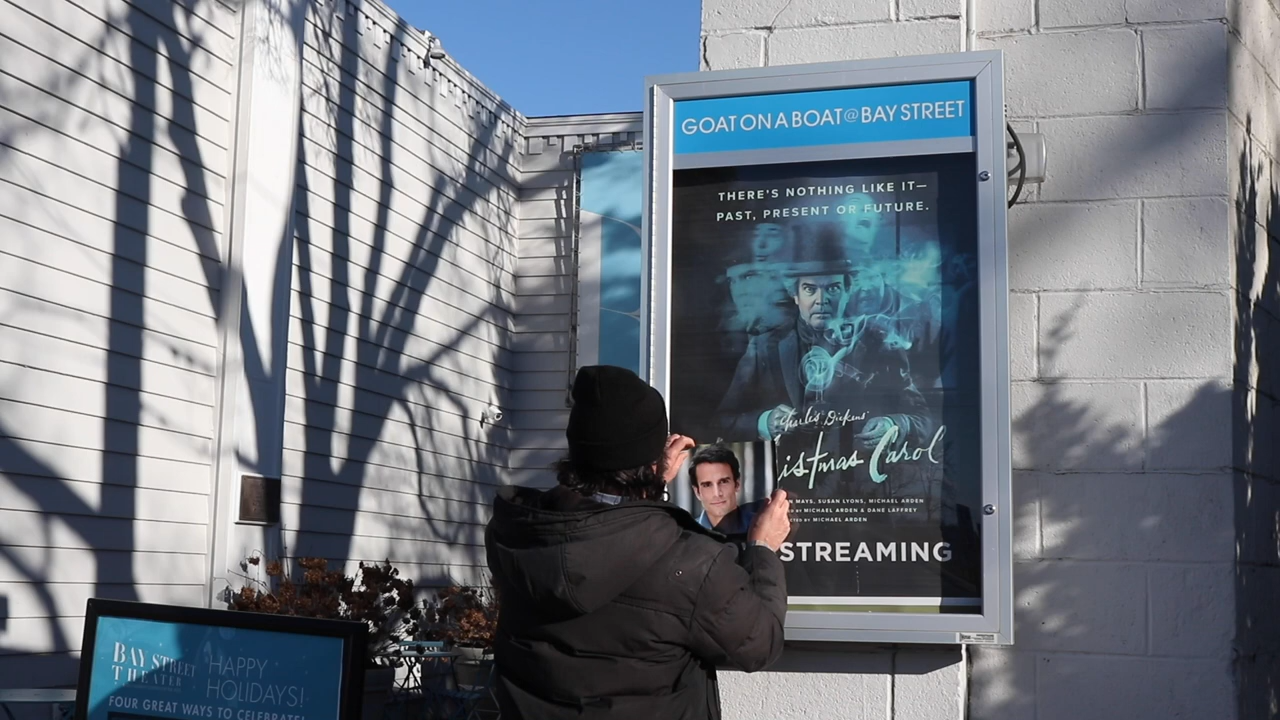 GOAT ON A BOAT @ BAY STREET
THERE'S NOTHING LIKE IT—
PAST, PRESENT OR FUTURE.
Charles Dickens'
istmas Carol
MAYS, SUSAN LYONS, MICHAEL ARDEN
BY MICHAEL ARDEN & DANE LAFFREY
BY MICHAEL ARDEN
STREAMING
BAY STREET
THEATER
HAPPY
HOLIDAYS!
FOUR GREAT WAYS TO CELEBRATE!